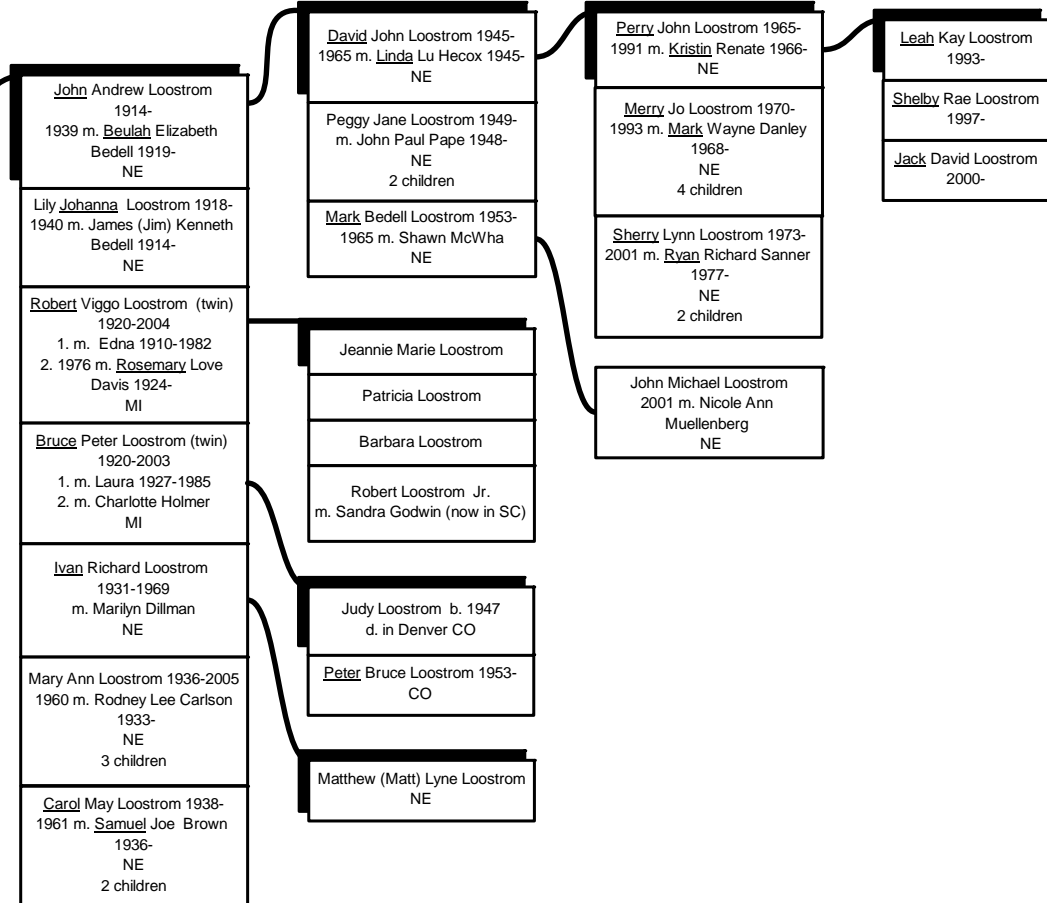 John Andrew Loostrom
1914-
1939 m. Beulah Elizabeth
Bedell 1919-
NE
Lily Johanna Loostrom 1918-
1940 m. James (Jim) Kenneth
Bedell 1914-
NE
Robert Viggo Loostrom (twin)
1920-2004
1. m. Edna 1910-1982
2. 1976 m. Rosemary Love
Davis 1924-
MI
Bruce Peter Loostrom (twin)
1920-2003
1. m. Laura 1927-1985
2. m. Charlotte Holmer
MI
Ivan Richard Loostrom
1931-1969
m. Marilyn Dillman
NE
Mary Ann Loostrom 1936-2005
1960 m. Rodney Lee Carlson
1933-
NE
3 children
Carol May Loostrom 1938-
1961 m. Samuel Joe Brown
1936-
NE
2 children
David John Loostrom 1945-
1965 m. Linda Lu Hecox 1945-
NE
Peggy Jane Loostrom 1949-
m. John Paul Pape 1948-
NE
2 children
Mark Bedell Loostrom 1953-
1965 m. Shawn McWha
NE
Jeannie Marie Loostrom
Patricia Loostrom
Barbara Loostrom
Robert Loostrom Jr.
m. Sandra Godwin (now in SC)
Judy Loostrom b. 1947
d. in Denver CO
Peter Bruce Loostrom 1953-
CO
Matthew (Matt) Lyne Loostrom
NE
Perry John Loostrom 1965-
1991 m. Kristin Renate 1966-
NE
Merry Jo Loostrom 1970-
1993 m. Mark Wayne Danley
1968-
NE
4 children
Sherry Lynn Loostrom 1973-
2001 m. Ryan Richard Sanner
1977-
NE
2 children
John Michael Loostrom
2001 m. Nicole Ann
Muellenberg
NE
Leah Kay Loostrom
1993-
Shelby Rae Loostrom
1997-
Jack David Loostrom
2000-